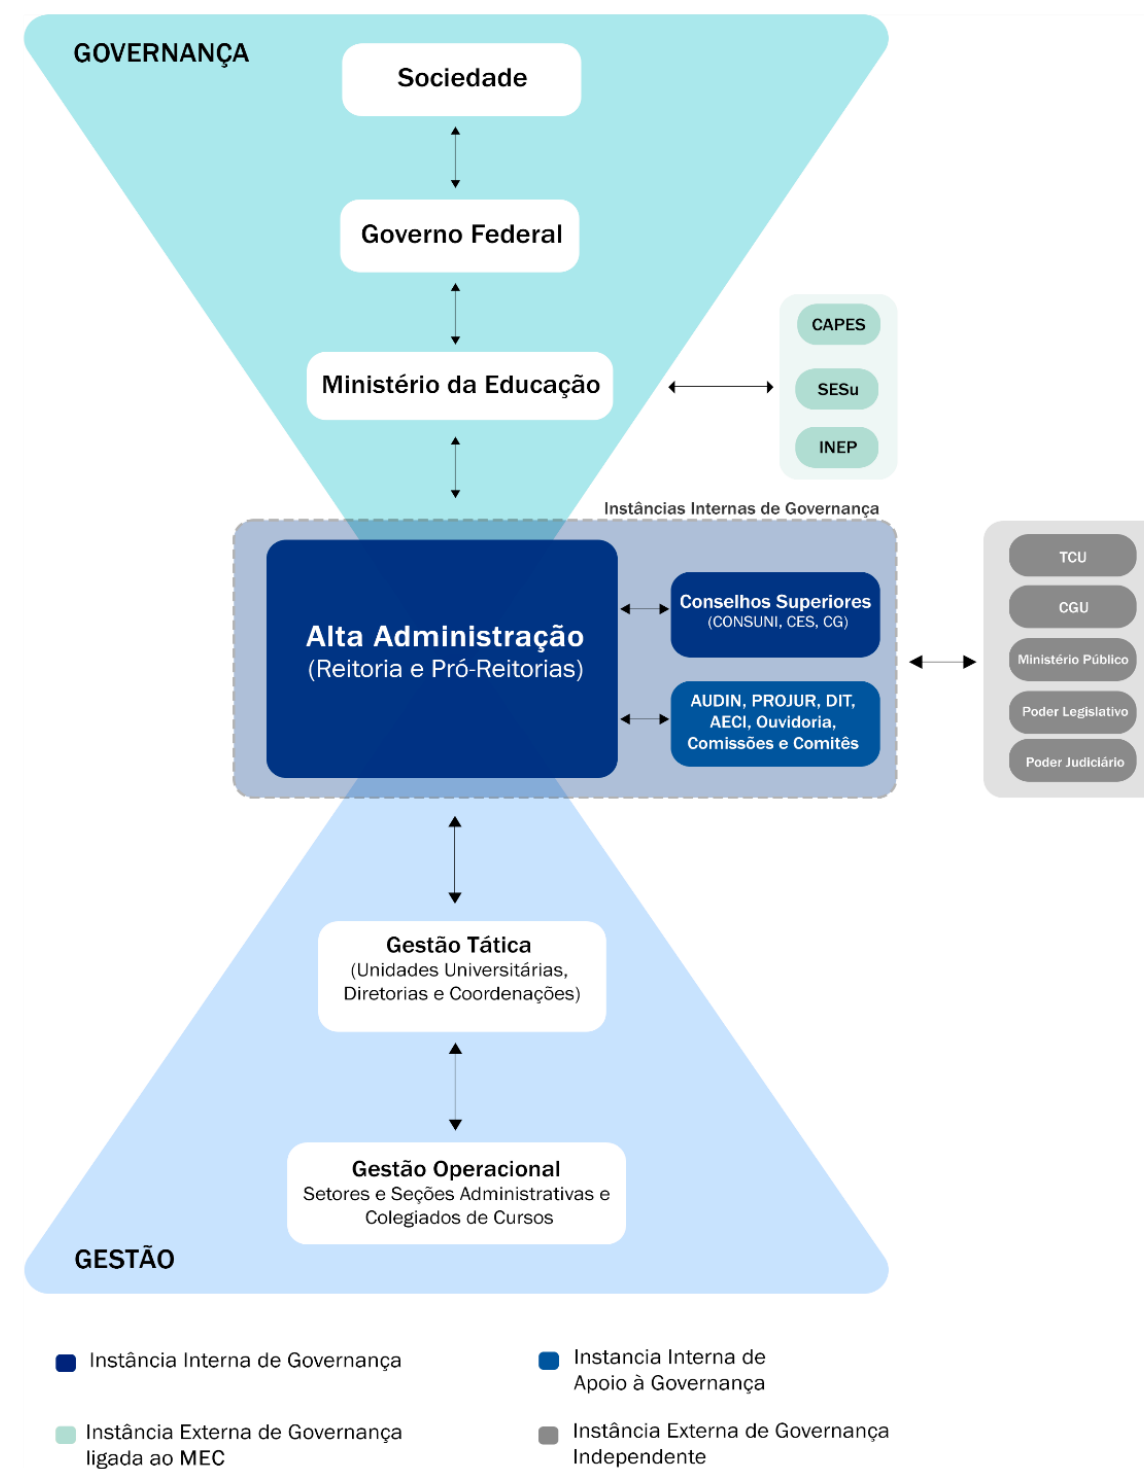 GOVERNANÇA
Sociedade
Governo Federal
Ministério da Educação
CAPES
SESu
INEP
Instâncias Internas de Governança
Alta Administração
(Reitoria e Pró-Reitorias)
Conselhos Superiores
(CONSUNI, CES, CG)
AUDIN, PROJUR, DIT,
AECI, Ouvidoria,
Comissões e Comitês
TCU
CGU
Ministério Público
Poder Legislativo
Poder Judiciário
Gestão Tática
(Unidades Universitárias,
Diretorias e Coordenações)
Gestão Operacional
Setores e Seções Administrativas e
Colegiados de Cursos
GESTÃO
Instância Interna de Governança
Instancia Interna de
Apoio à Governança
Instância Externa de Governança
ligada ao MEC
Instância Externa de Governança
Independente